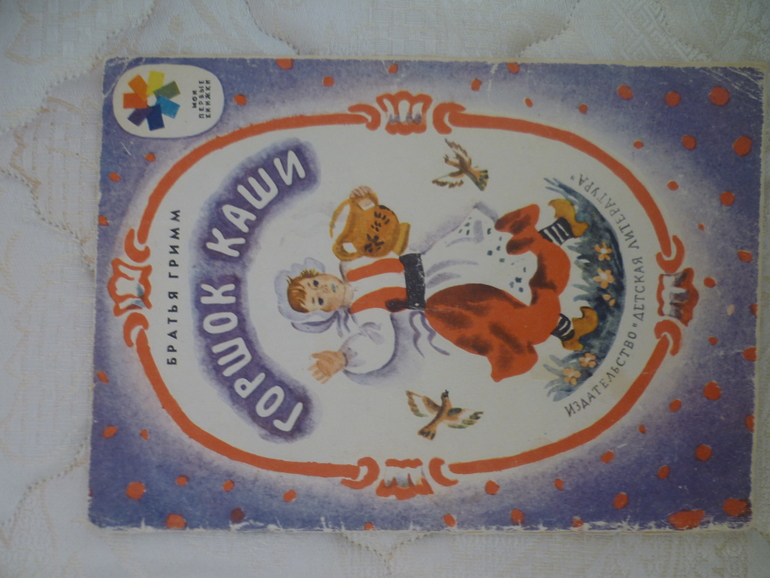 МОИ
ПЕРВЫЕ
КНИЖКИ
БРАТЬЯ ГРИММ
ГОРШОК КАШИ
ИЗДАТЕЛЬСТВО "ДЕТСКАЯ ЛИТЕРАТУРА"